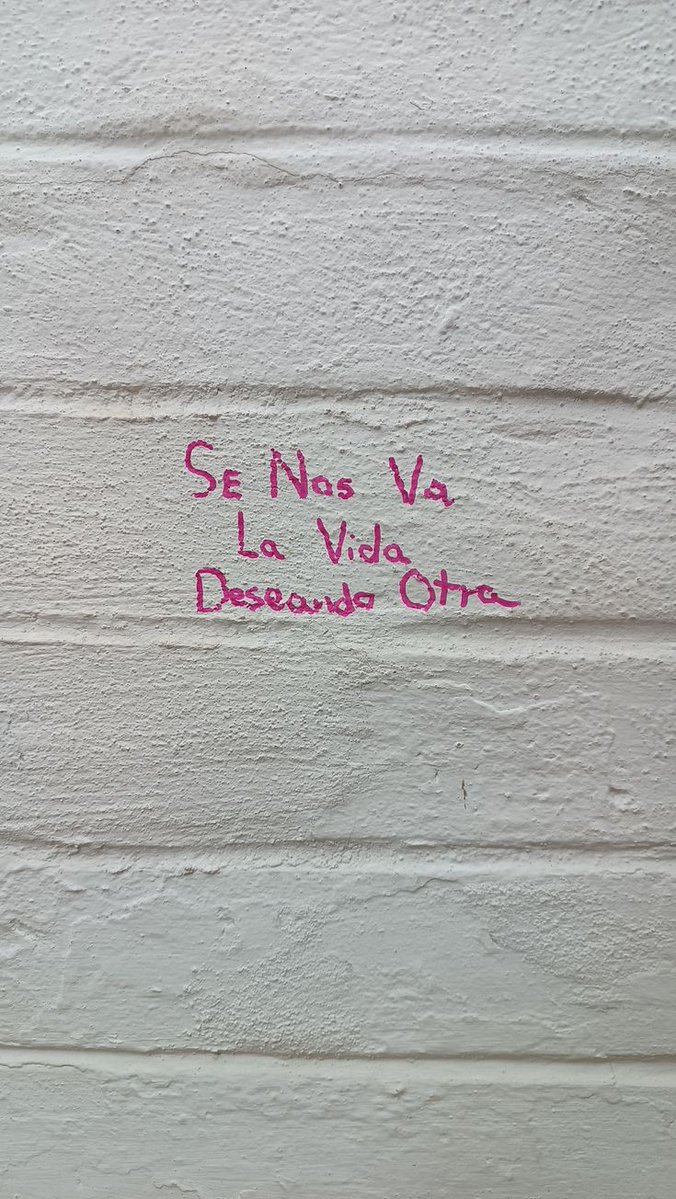 SE Nos Va
La Vida
Deseando Otra